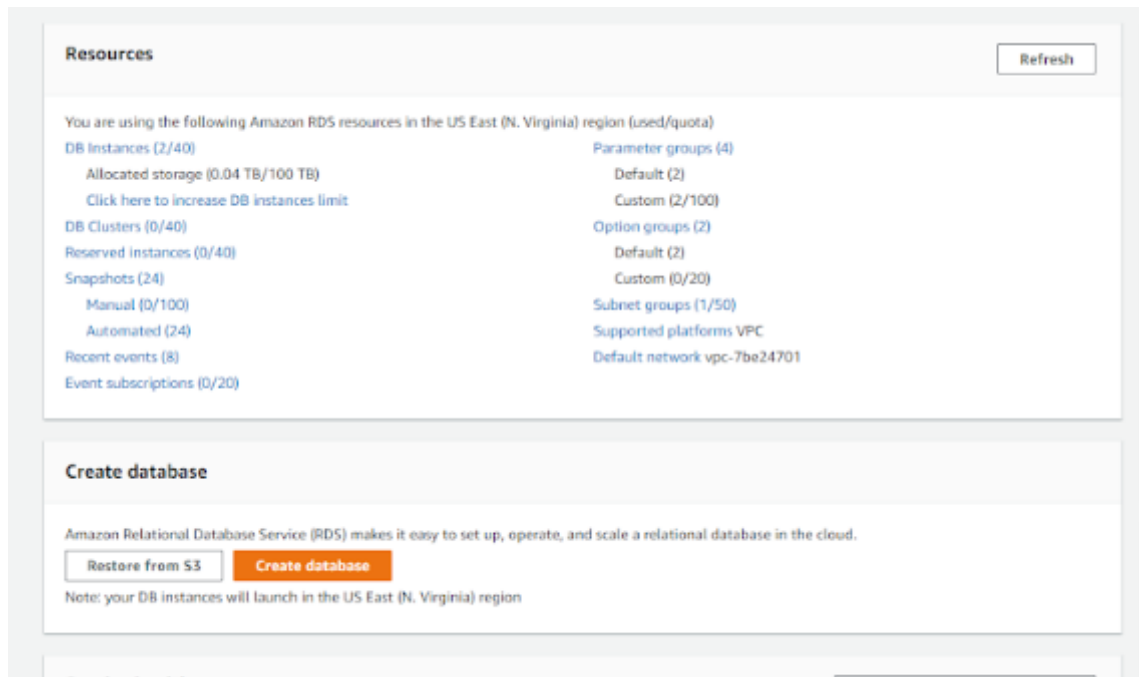 Resources
Refresh
You are using the following Amazon RDS resources in the US East (N. Virginia) region (used/quota)
DB Instances (2/40)
Allocated storage (0.04 TB/100 TB)
Click here to increase DB instances limit
DB Clusters (0/40)
Reserved instances (0/40)
Snapshots (24)
Manual (0/100)
Automated (24)
Recent events (8)
Event subscriptions (0/20)
Parameter groups (4)
Default (2)
Custom (2/100)
Option groups (2)
Default (2)
Custom (0/20)
Subnet groups (1/50)
Supported platforms VPC
Default network vpc-7be24701
Create database
Amazon Relational Database Service (RDS) makes it easy to set up, operate, and scale a relational database in the cloud.
Restore from S3
Create database
Note: your DB instances will launch in the US East (N. Virginia) region